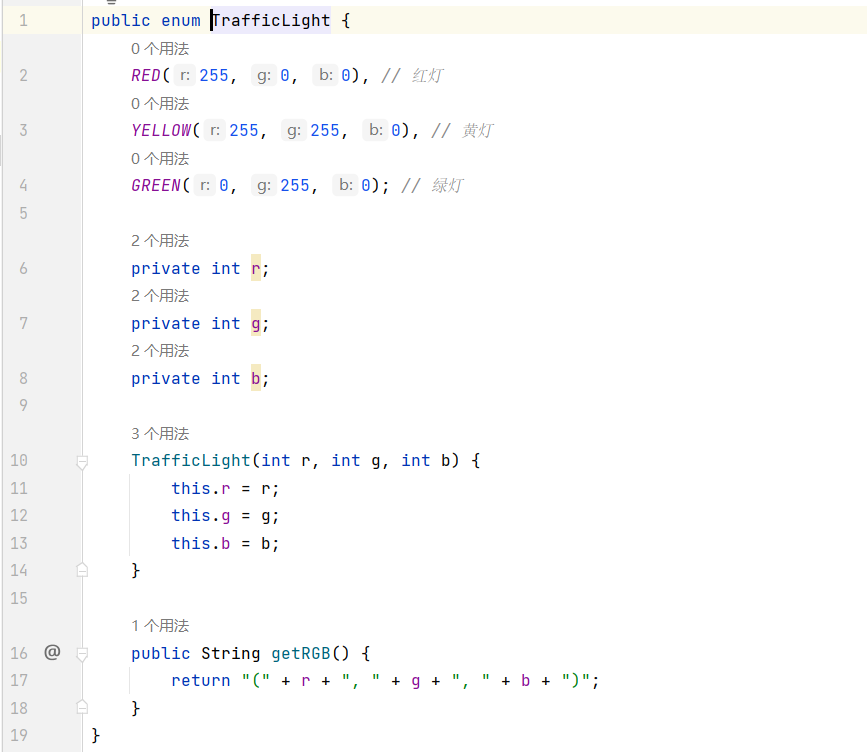 1 public enum TrafficLight {
0 个用法
2 RED( r: 255, g: 0, b: 0), // 红灯
0 个用法
3 YELLOW( r: 255, g: 255, b: 0), // 黄灯
0 个用法
4 GREEN( r: 0, g: 255, b: 0); // 绿灯
5
2 个用法
6 private int r;
2 个用法
7 private int g;
2 个用法
8 private int b;
9
3 个用法
10 TrafficLight(int r, int g, int b) {
11 this.r = r;
12 this.g = g;
13 this.b = b;
14 }
15
1 个用法
16 @ public String getRGB() {
17 return "(" + r + ", " + g + ", " + b + ")";
18 }
19 }